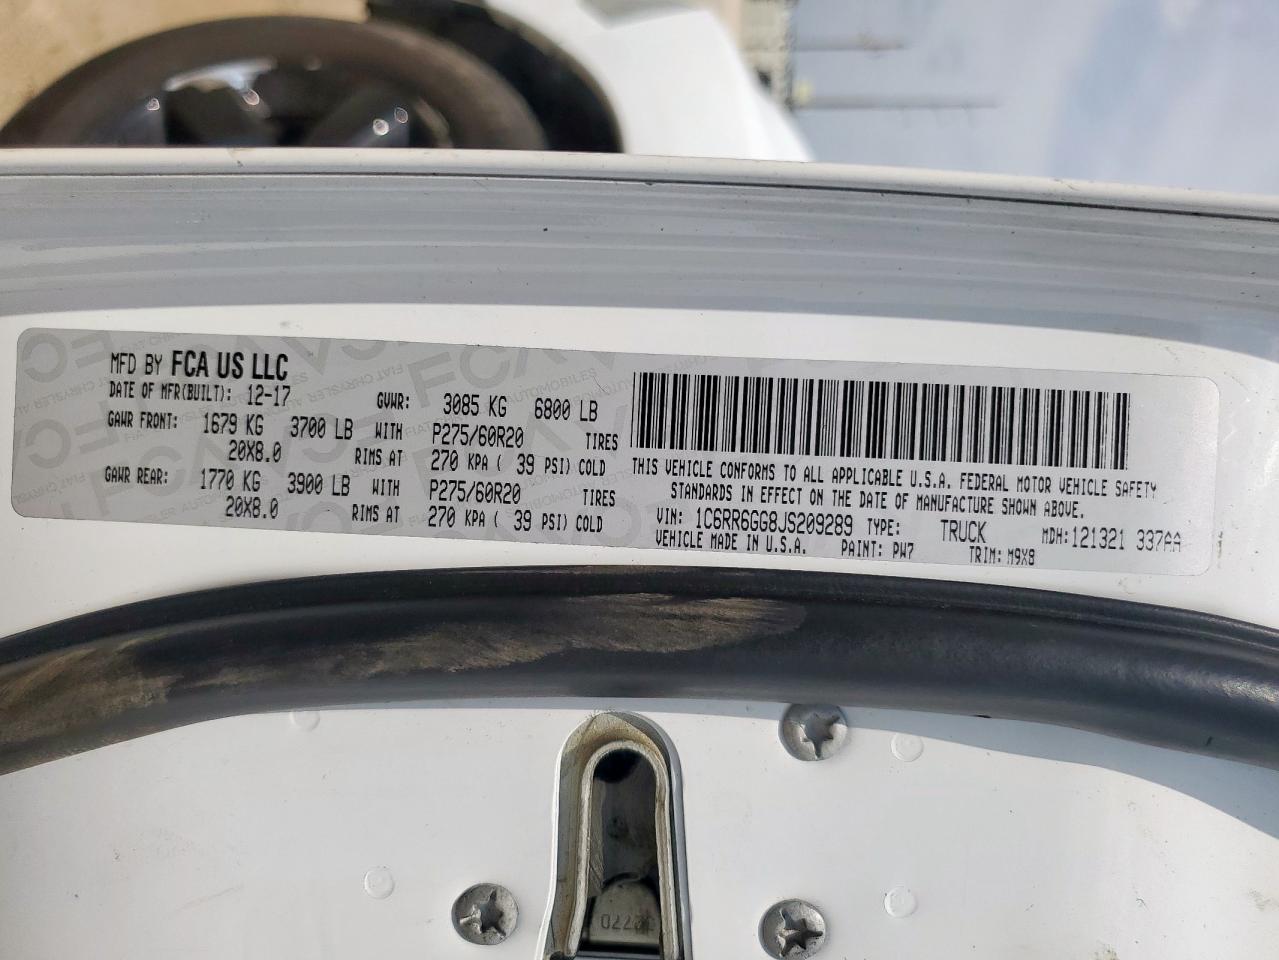 MFD BY FCA US LLC
DATE OF MFR(BUILT): 12-17 GVWR: 3085 KG 6800 LB
GAWR FRONT: 1679 KG 3700 LB WITH P275/60R20 TIRES
20X8.0 RIMS AT 270 KPA ( 39 PSI) COLD
GAWR REAR: 1770 KG 3900 LB WITH P275/60R20 TIRES
20X8.0 RIMS AT 270 KPA ( 39 PSI) COLD
THIS VEHICLE CONFORMS TO ALL APPLICABLE U.S.A. FEDERAL MOTOR VEHICLE SAFETY
STANDARDS IN EFFECT ON THE DATE OF MANUFACTURE SHOWN ABOVE.
VIN: 1C6RR6GG8JS209289 TYPE: TRUCK MDH:121321 337AA
VEHICLE MADE IN U.S.A. PAINT: PW7 TRIM: M9X8